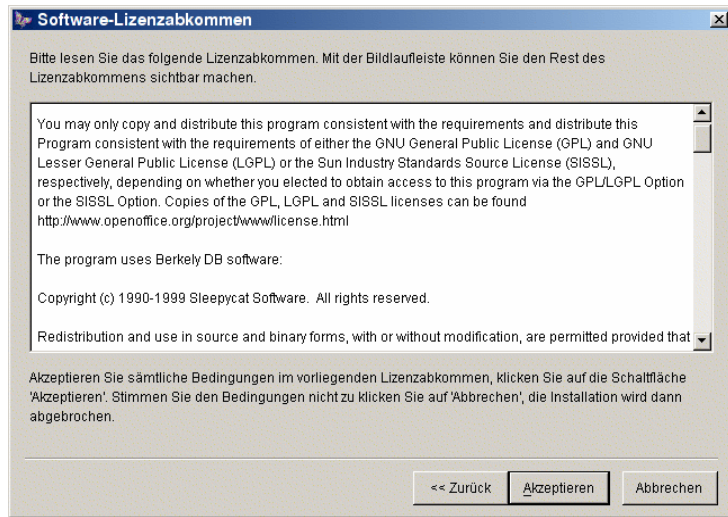 Software-Lizenzabkommen
Bitte lesen Sie das folgende Lizenzabkommen. Mit der Bildlaufleiste können Sie den Rest des
Lizenzabkommens sichtbar machen.
You may only copy and distribute this program consistent with the requirements and distribute this
Program consistent with the requirements of either the GNU General Public License (GPL) and GNU
Lesser General Public License (LGPL) or the Sun Industry Standards Source License (SISSL),
respectively, depending on whether you elected to obtain access to this program via the GPL/LGPL Option
or the SISSL Option. Copies of the GPL, LGPL and SISSL licenses can be found
http://www.openoffice.org/project/www/license.html
The program uses Berkely DB software:
Copyright (c) 1990-1999 Sleepycat Software. All rights reserved.
Redistribution and use in source and binary forms, with or without modification, are permitted provided that
Akzeptieren Sie sämtliche Bedingungen im vorliegenden Lizenzabkommen, klicken Sie auf die Schaltfläche
'Akzeptieren'. Stimmen Sie den Bedingungen nicht zu klicken Sie auf 'Abbrechen', die Installation wird dann
abgebrochen.
<< Zurück Akzeptieren Abbrechen